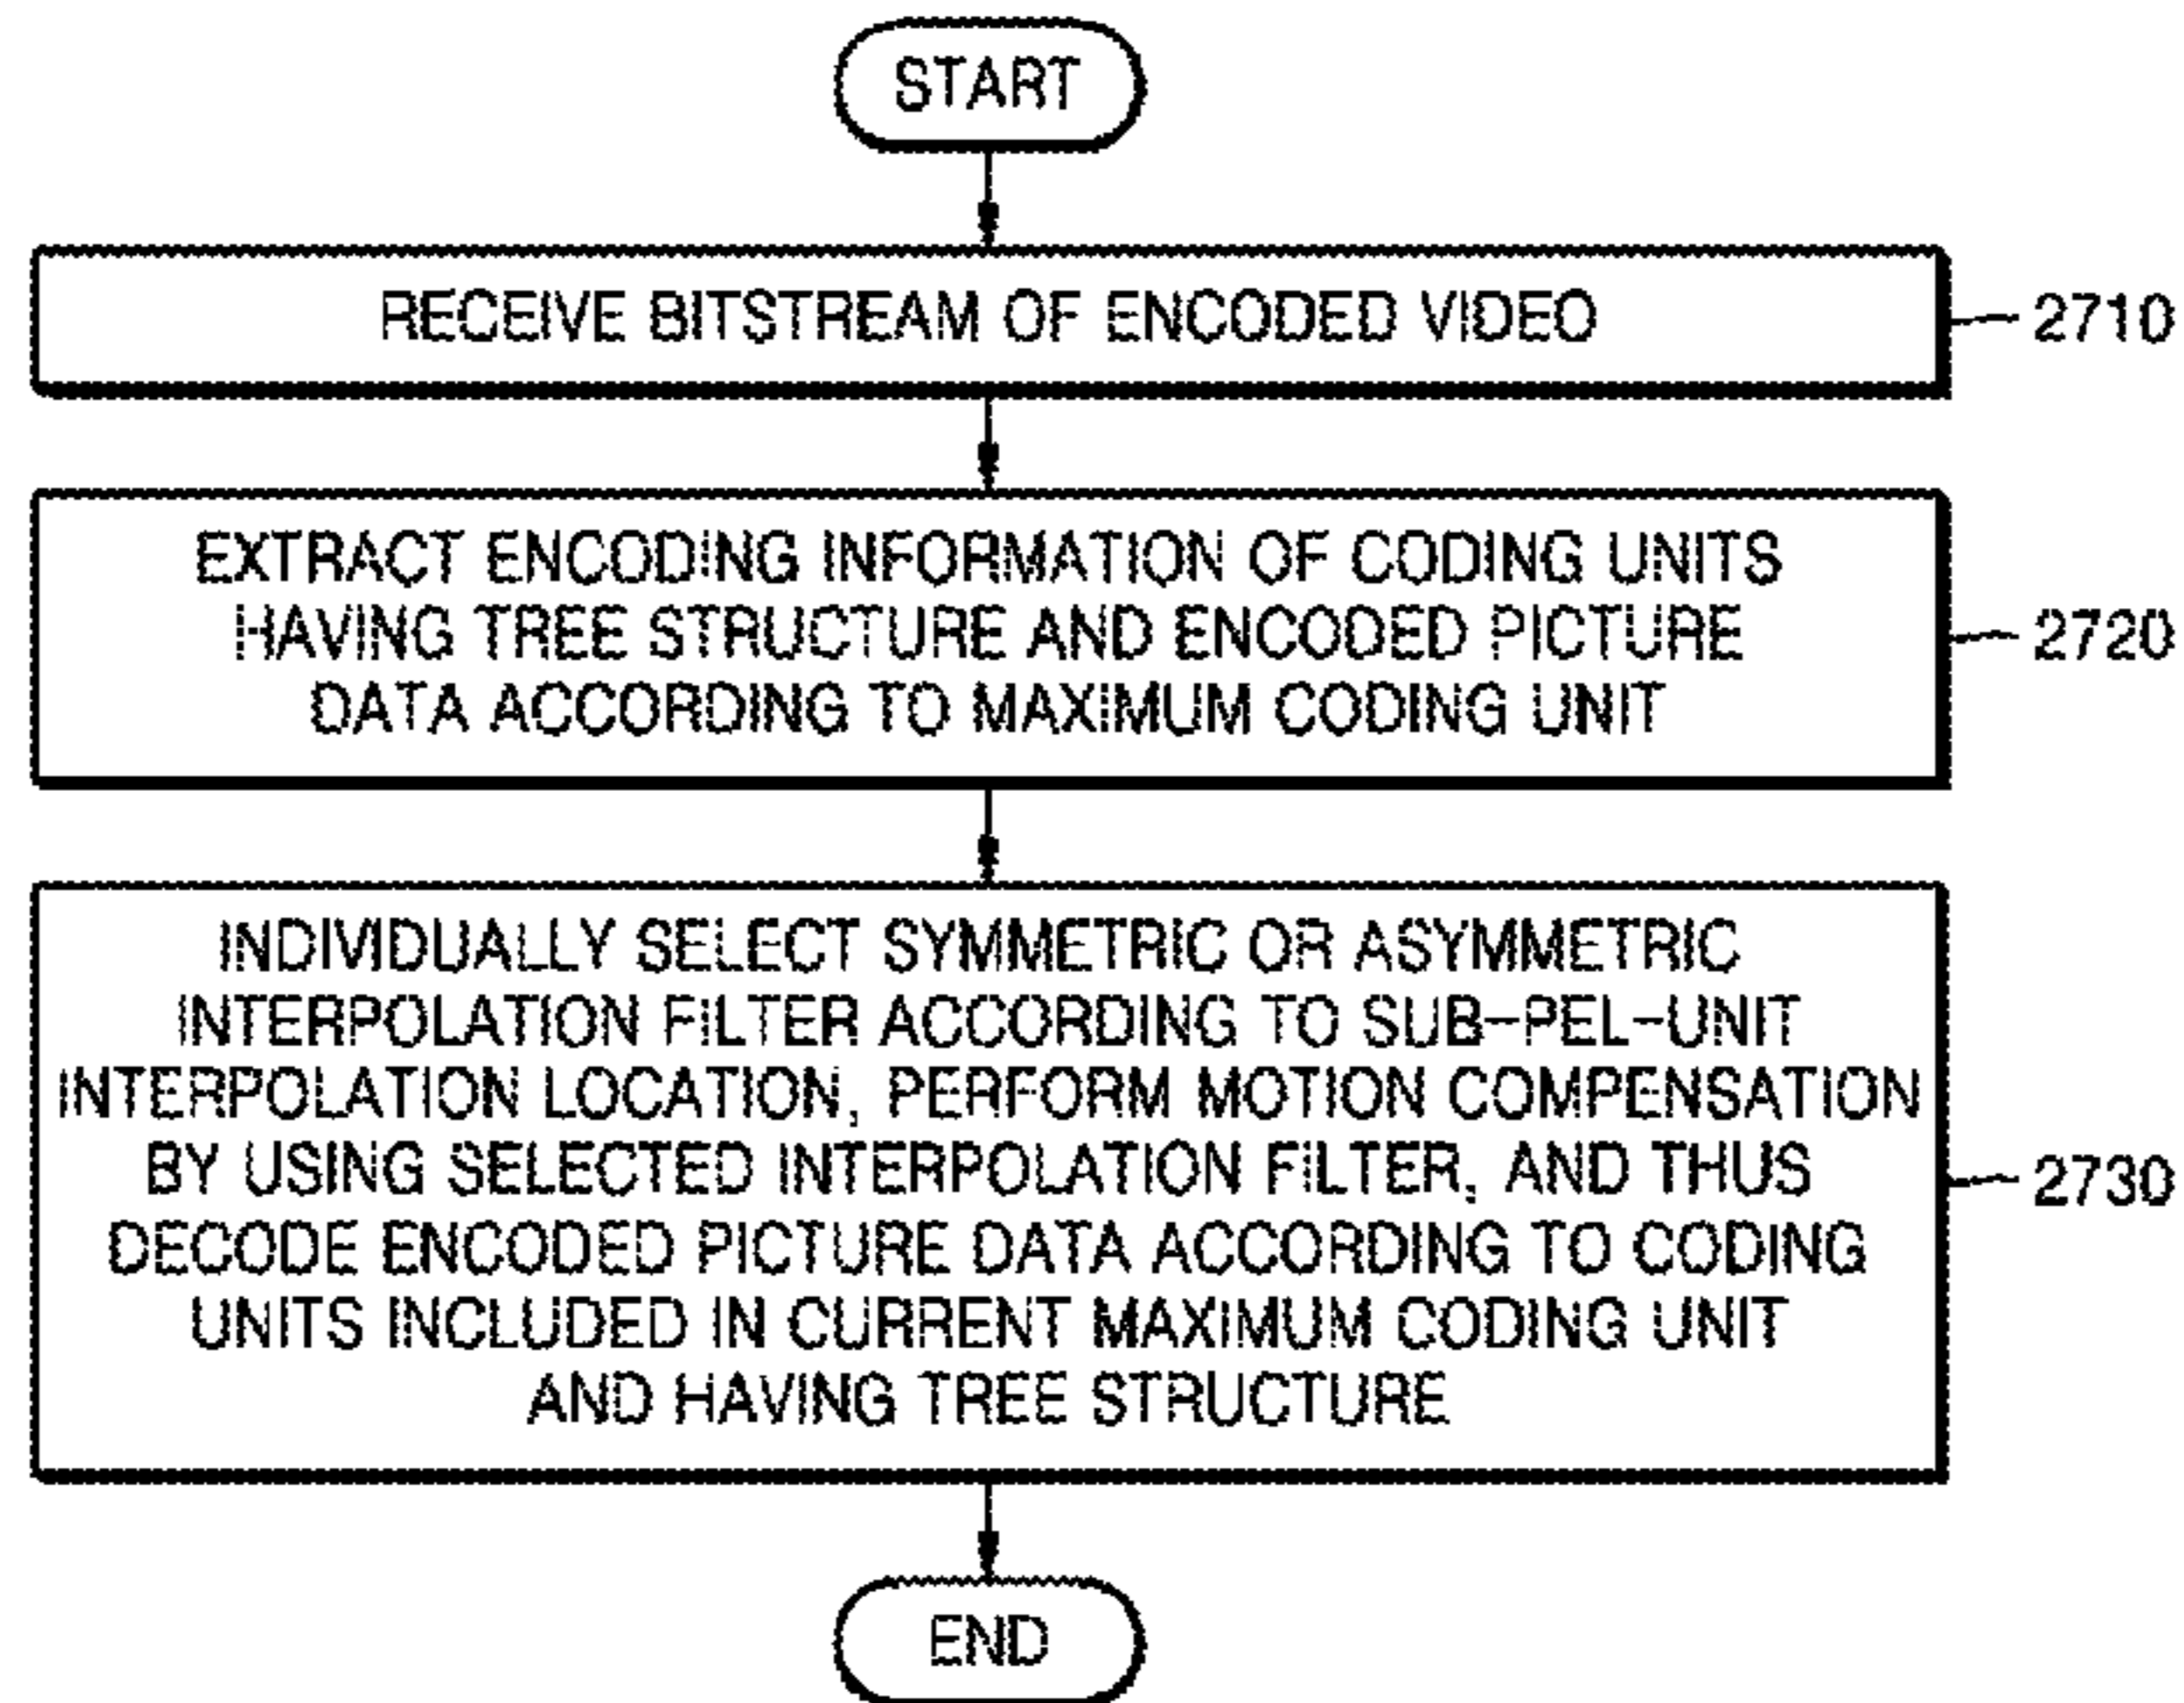 START
RECEIVE BITSTREAM OF ENCODED VIDEO
2710
EXTRACT ENCODING INFORMATION OF CODING UNITS
HAVING TREE STRUCTURE AND ENCODED PICTURE
DATA ACCORDING TO MAXIMUM CODING UNIT
2720
INDIVIDUALLY SELECT SYMMETRIC OR ASYMMETRIC
INTERPOLATION FILTER ACCORDING TO SUB-PEL-UNIT
INTERPOLATION LOCATION, PERFORM MOTION COMPENSATION
BY USING SELECTED INTERPOLATION FILTER, AND THUS
DECODE ENCODED PICTURE DATA ACCORDING TO CODING
UNITS INCLUDED IN CURRENT MAXIMUM CODING UNIT
AND HAVING TREE STRUCTURE
2730
END